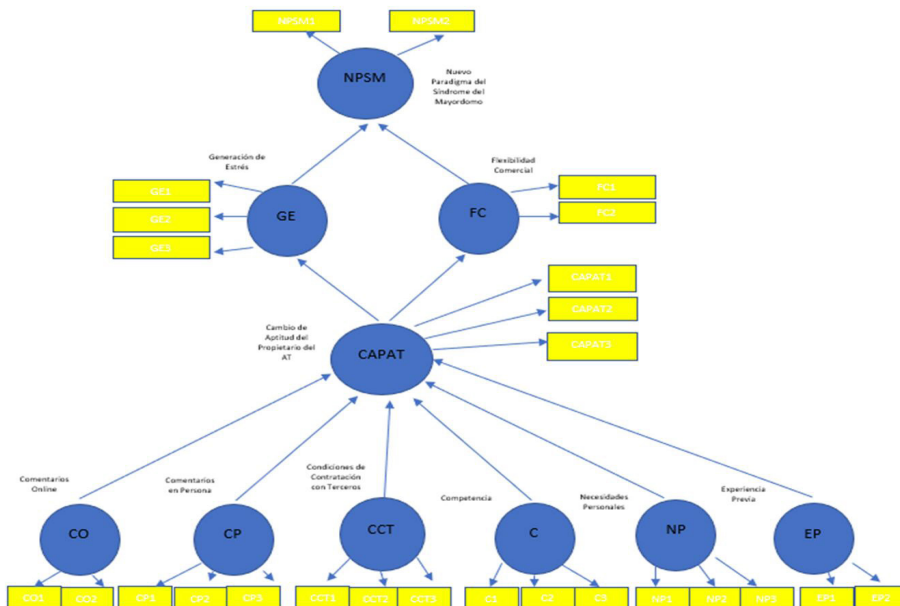 NPSM1
NPSM2
NPSM
Nuevo
Paradigma del
Síndrome del
Mayordomo
Generación de
Estrés
Flexibilidad
Comercial
GE1
GE2
GE3
GE
FC
FC1
FC2
CAPAT1
CAPAT2
CAPAT3
Cambio de
Aptitud del
Propietario del
AT
CAPAT
Comentarios
Online
Comentarios
en Persona
Condiciones de
Contratación
con Terceros
Competencia
Necesidades
Personales
Experiencia
Previa
CO
CP
CCT
C
NP
EP
CO1
CO2
CP1
CP2
CP3
CCT1
CCT2
CCT3
C1
C2
C3
NP1
NP2
NP3
EP1
EP2